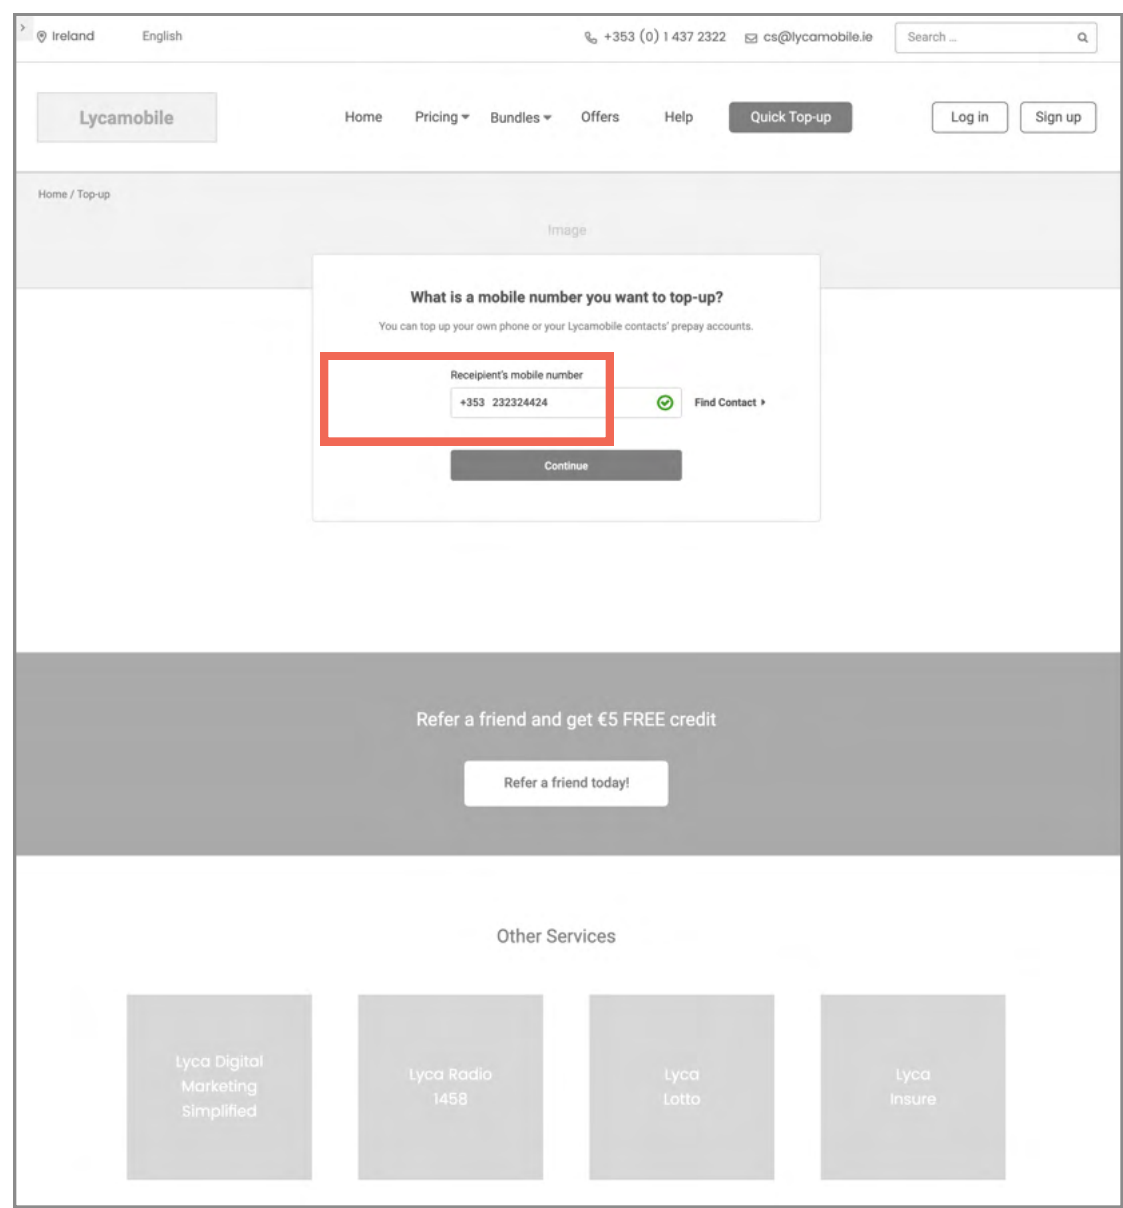 Ireland English +353 (0) 1 437 2322 cs@lycamobile.ie Search ...
Lycamobile Home Pricing Bundles Offers Help Quick Top-up Log in Sign up
Home / Top-up
Image
What is a mobile number you want to top-up?
You can top up your own phone or your Lycamobile contacts' prepay accounts.
Receipient's mobile number
+353 232324424 Find Contact
Continue
Refer a friend and get €5 FREE credit
Refer a friend today!
Other Services
Lyca Digital
Marketing
Simplified
Lyca Radio
1458
Lyca
Lotto
Lyca
Insure